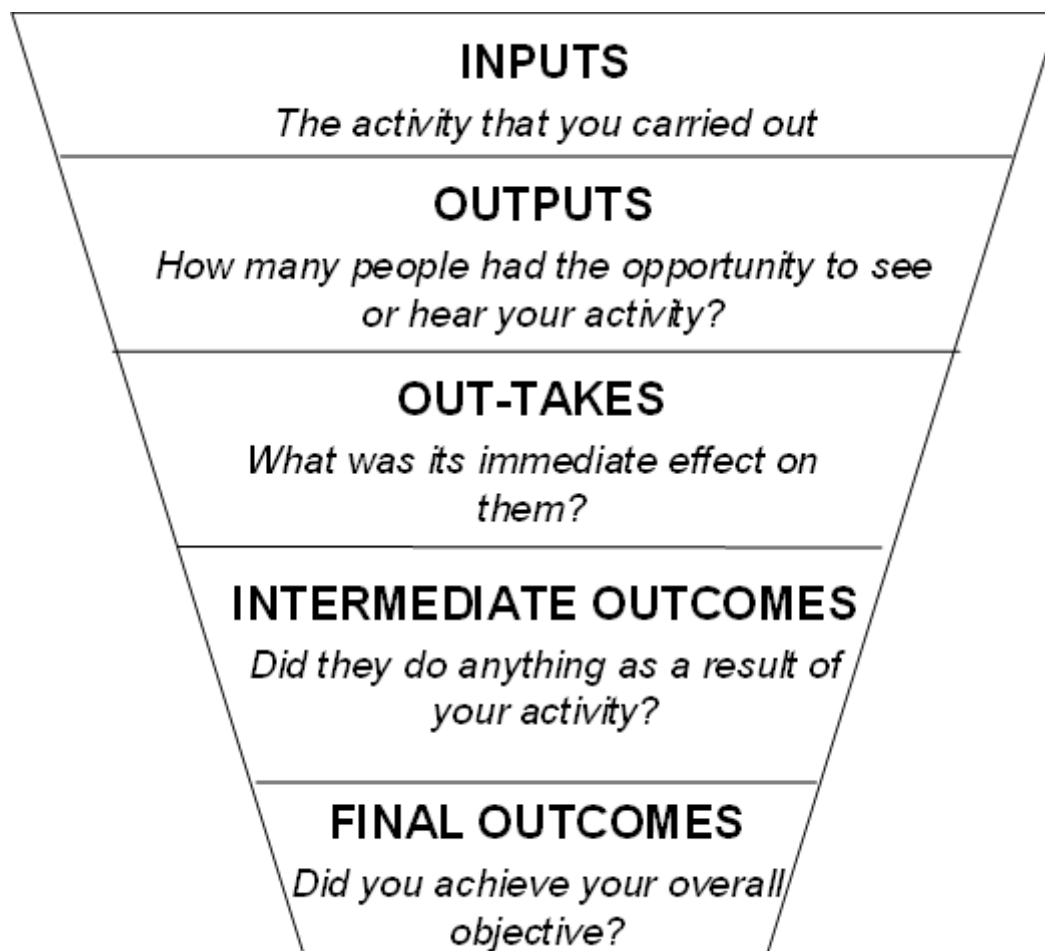 INPUTS
The activity that you carried out
OUTPUTS
How many people had the opportunity to see
or hear your activity?
OUT-TAKES
What was its immediate effect on
them?
INTERMEDIATE OUTCOMES
Did they do anything as a result of
your activity?
FINAL OUTCOMES
Did you achieve your overall
objective?